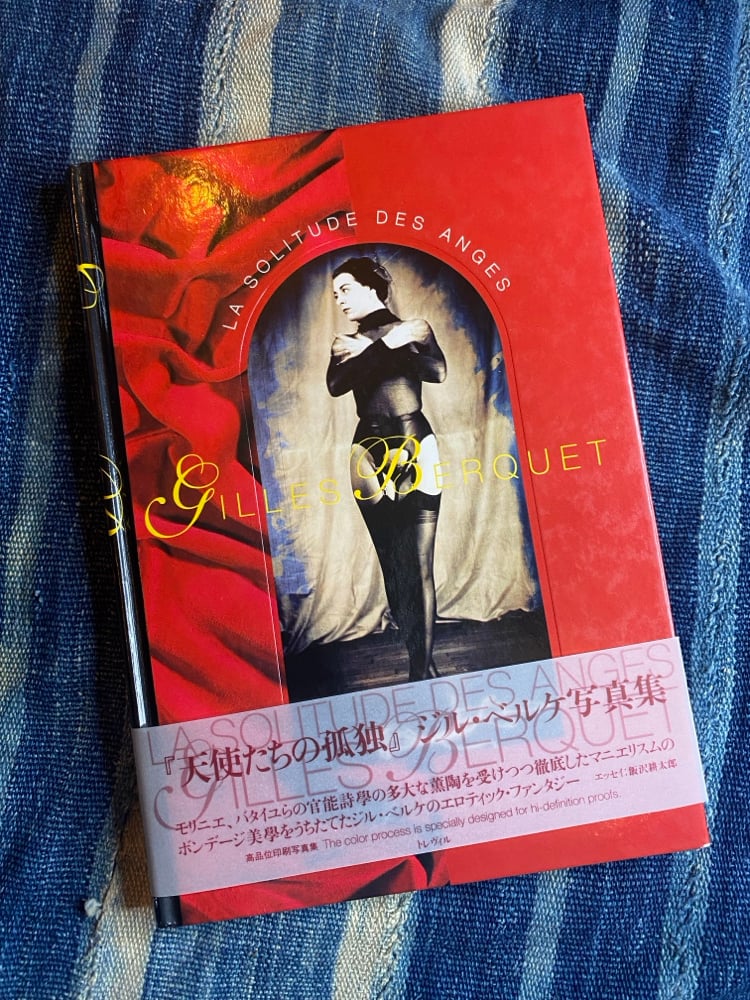 LA SOLITUDE DES ANGES
GILLES BERQUET
LA SOLITUDE DES ANGES
GILLES BERQUET
『天使たちの孤独』ジル・ベルケ写真集
モリニエ、バタイユらの官能詩學の多大な薫陶を受けつつ徹底したマニエリスムの
ボンデージ美學をうちたてたジル・ベルケのエロティック・ファンタジー
エッセイ：飯沢耕太郎
高品位印刷写真集 The color process is specially designed for hi-definition proofs.
トレヴィル